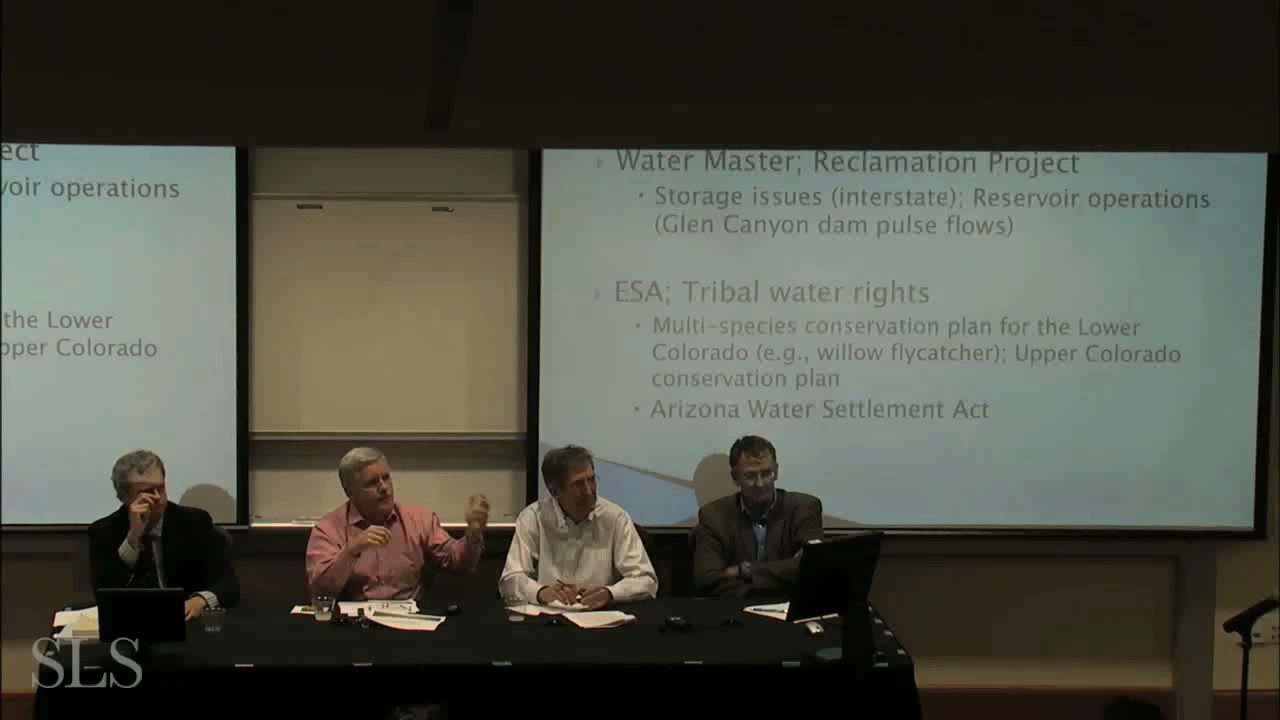 ect
voir operations
the Lower
pper Colorado
Water Master; Reclamation Project
Storage issues (interstate); Reservoir operations
(Glen Canyon dam pulse flows)
ESA; Tribal water rights
Multi-species conservation plan for the Lower
Colorado (e.g., willow flycatcher); Upper Colorado
conservation plan
Arizona Water Settlement Act
SLS